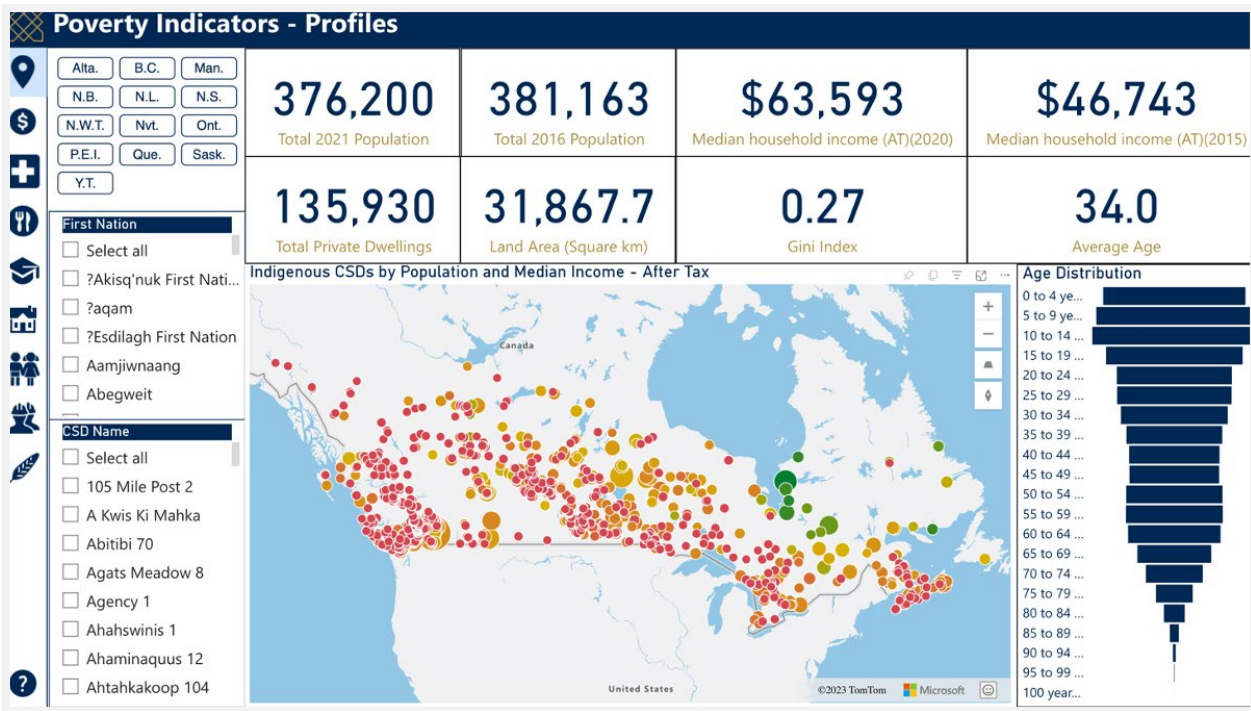 Poverty Indicators - Profiles
Alta. B.C. Man.
N.B. N.L. N.S.
N.W.T. Nvt. Ont.
P.E.I. Que. Sask.
Y.T.
376,200
Total 2021 Population
381,163
Total 2016 Population
$63,593
Median household income (AT)(2020)
$46,743
Median household income (AT)(2015)
135,930
Total Private Dwellings
31,867.7
Land Area (Square km)
0.27
Gini Index
34.0
Average Age
First Nation
Select all
?Akisq'nuk First Nati...
?aqam
?Esdilagh First Nation
Aamjiwnaang
Abegweit
CSD Name
Select all
105 Mile Post 2
A Kwis Ki Mahka
Abitibi 70
Agats Meadow 8
Agency 1
Ahahswinis 1
Ahaminaquus 12
Ahtahkakoop 104
?
Indigenous CSDs by Population and Median Income - After Tax
Canada
United States
©2023 TomTom Microsoft
Age Distribution
0 to 4 ye...
5 to 9 ye...
10 to 14 ...
15 to 19 ...
20 to 24 ...
25 to 29 ...
30 to 34 ...
35 to 39 ...
40 to 44 ...
45 to 49 ...
50 to 54 ...
55 to 59 ...
60 to 64 ...
65 to 69 ...
70 to 74 ...
75 to 79 ...
80 to 84 ...
85 to 89 ...
90 to 94 ...
95 to 99 ...
100 year...